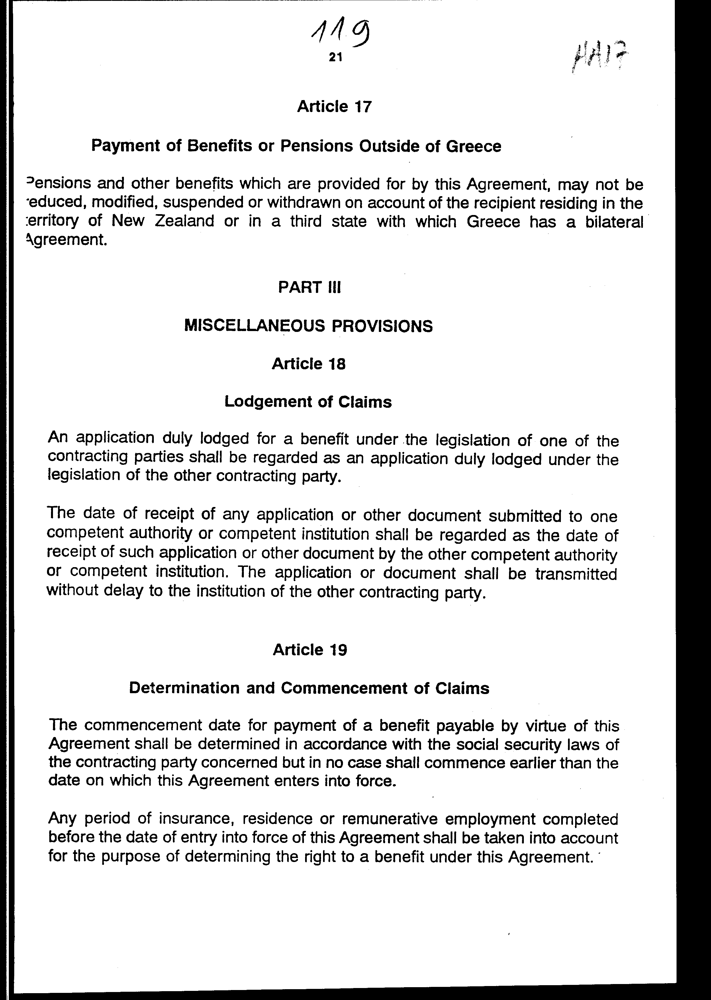 119
21
Article 17
Payment of Benefits or Pensions Outside of Greece
Pensions and other benefits which are provided for by this Agreement, may not be
reduced, modified, suspended or withdrawn on account of the recipient residing in the
territory of New Zealand or in a third state with which Greece has a bilateral
Agreement.
PART III
MISCELLANEOUS PROVISIONS
Article 18
Lodgement of Claims
An application duly lodged for a benefit under the legislation of one of the
contracting parties shall be regarded as an application duly lodged under the
legislation of the other contracting party.
The date of receipt of any application or other document submitted to one
competent authority or competent institution shall be regarded as the date of
receipt of such application or other document by the other competent authority
or competent institution. The application or document shall be transmitted
without delay to the institution of the other contracting party.
Article 19
Determination and Commencement of Claims
The commencement date for payment of a benefit payable by virtue of this
Agreement shall be determined in accordance with the social security laws of
the contracting party concerned but in no case shall commence earlier than the
date on which this Agreement enters into force.
Any period of insurance, residence or remunerative employment completed
before the date of entry into force of this Agreement shall be taken into account
for the purpose of determining the right to a benefit under this Agreement.